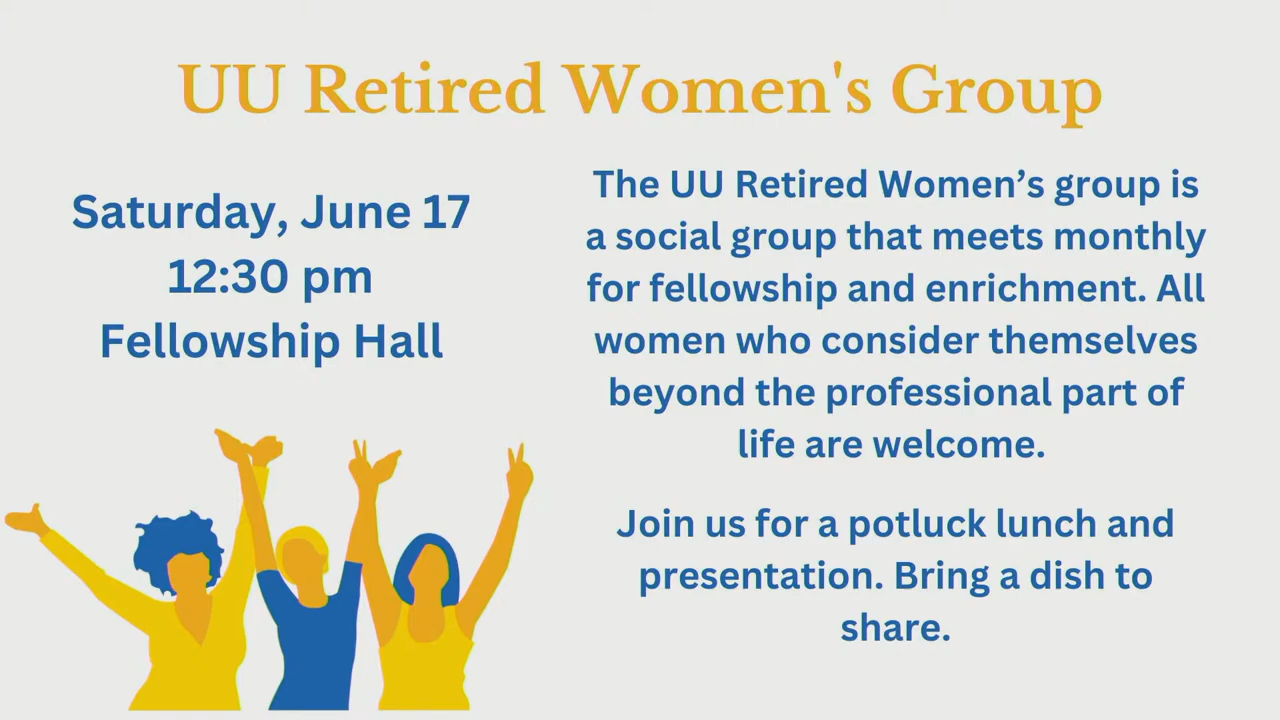 UU Retired Women's Group
Saturday, June 17
12:30 pm
Fellowship Hall
The UU Retired Women’s group is
a social group that meets monthly
for fellowship and enrichment. All
women who consider themselves
beyond the professional part of
life are welcome.
Join us for a potluck lunch and
presentation. Bring a dish to
share.